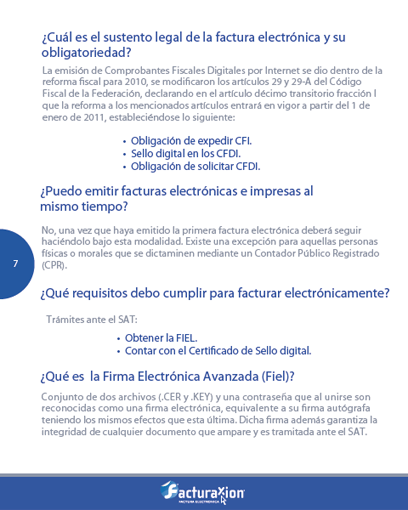 ¿Cuál es el sustento legal de la factura electrónica y su
obligatoriedad?
La emisión de Comprobantes Fiscales Digitales por Internet se dio dentro de la
reforma fiscal para 2010, se modificaron los artículos 29 y 29-A del Código
Fiscal de la Federación, declarando en el artículo décimo transitorio fracción I
que la reforma a los mencionados artículos entrará en vigor a partir del 1 de
enero de 2011, estableciéndose lo siguiente:
• Obligación de expedir CFI.
• Sello digital en los CFDI.
• Obligación de solicitar CFDI.
¿Puedo emitir facturas electrónicas e impresas al
mismo tiempo?
No, una vez que haya emitido la primera factura electrónica deberá seguir
haciéndolo bajo esta modalidad. Existe una excepción para aquellas personas
físicas o morales que se dictaminen mediante un Contador Público Registrado
(CPR).
7
¿Qué requisitos debo cumplir para facturar electrónicamente?
Trámites ante el SAT:
• Obtener la FIEL.
• Contar con el Certificado de Sello digital.
¿Qué es la Firma Electrónica Avanzada (Fiel)?
Conjunto de dos archivos (.CER y .KEY) y una contraseña que al unirse son
reconocidas como una firma electrónica, equivalente a su firma autógrafa
teniendo los mismos efectos que esta última. Dicha firma además garantiza la
integridad de cualquier documento que ampare y es tramitada ante el SAT.
Facturaxion
FACTURA ELECTRÓNICA